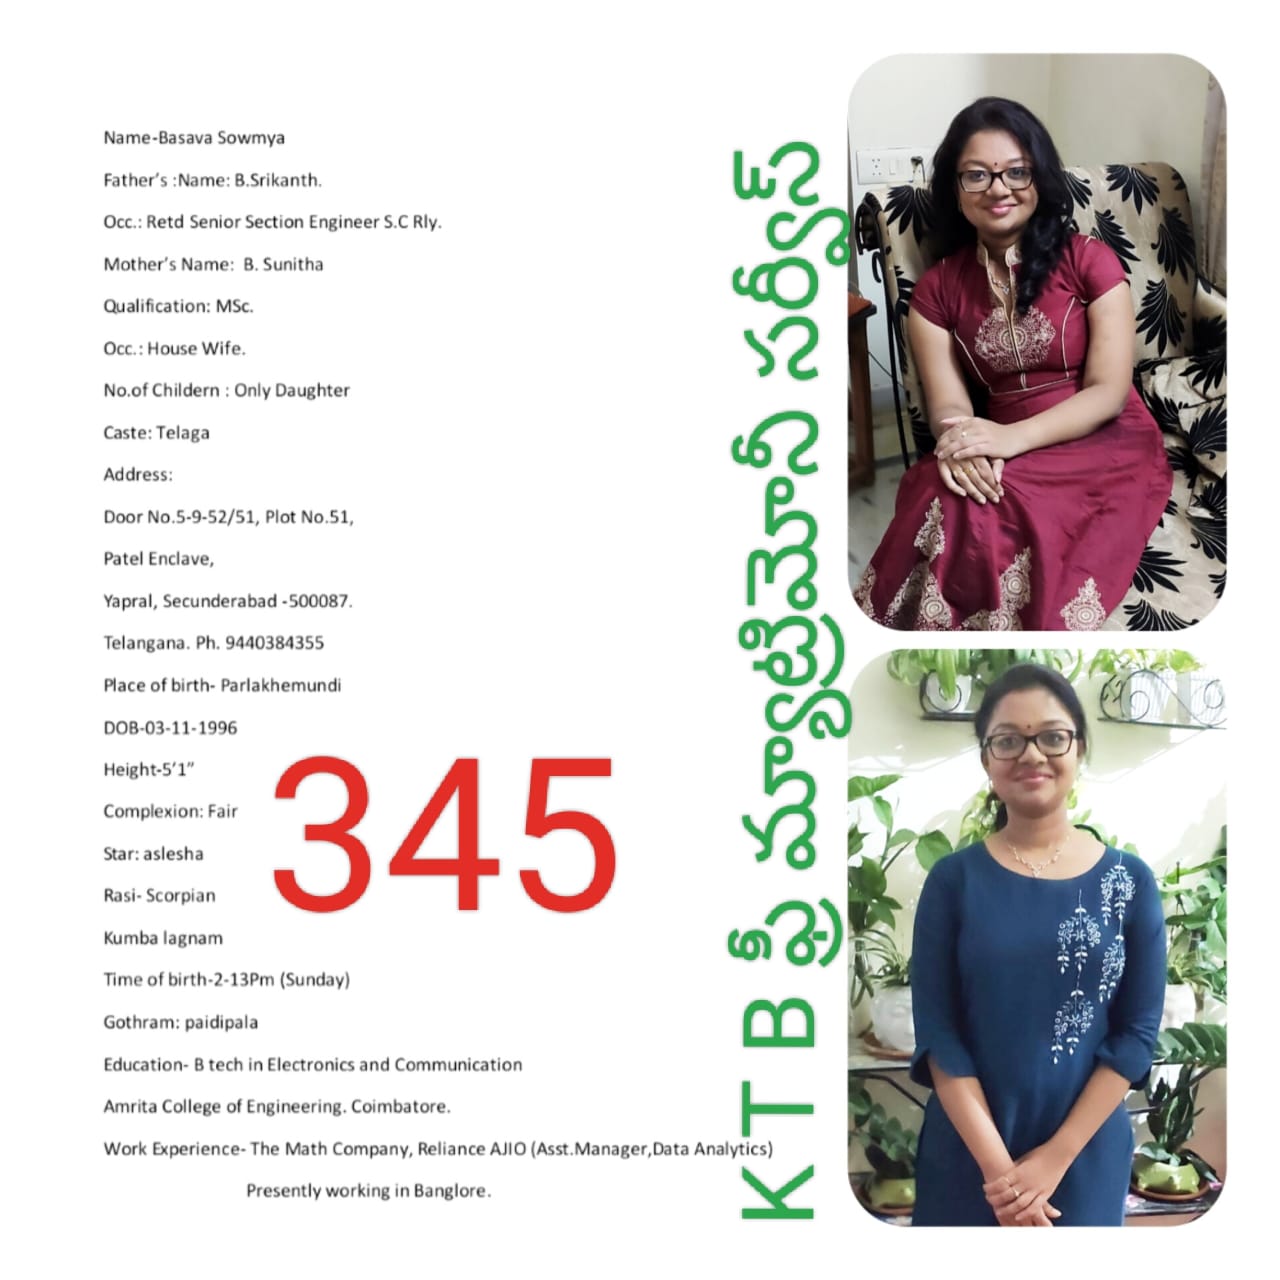 Name-Basava Sowmya
Father’s :Name: B.Srikanth.
Occ.: Retd Senior Section Engineer S.C Rly.
Mother’s Name: B. Sunitha
Qualification: MSc.
Occ.: House Wife.
No.of Childern : Only Daughter
Caste: Telaga
Address:
Door No.5-9-52/51, Plot No.51,
Patel Enclave,
Yapral, Secunderabad -500087.
Telangana. Ph. 9440384355
Place of birth- Parlakhemundi
DOB-03-11-1996
Height-5’1”
Complexion: Fair
Star: aslesha
Rasi- Scorpian
Kumba lagnam
Time of birth-2-13Pm (Sunday)
Gothram: paidipala
Education- B tech in Electronics and Communication
Amrita College of Engineering. Coimbatore.
Work Experience- The Math Company, Reliance AJIO (Asst.Manager,Data Analytics)
Presently working in Banglore.
345
K T B ఫ్రీ మ్యాట్రిమోనీ సర్వీస్